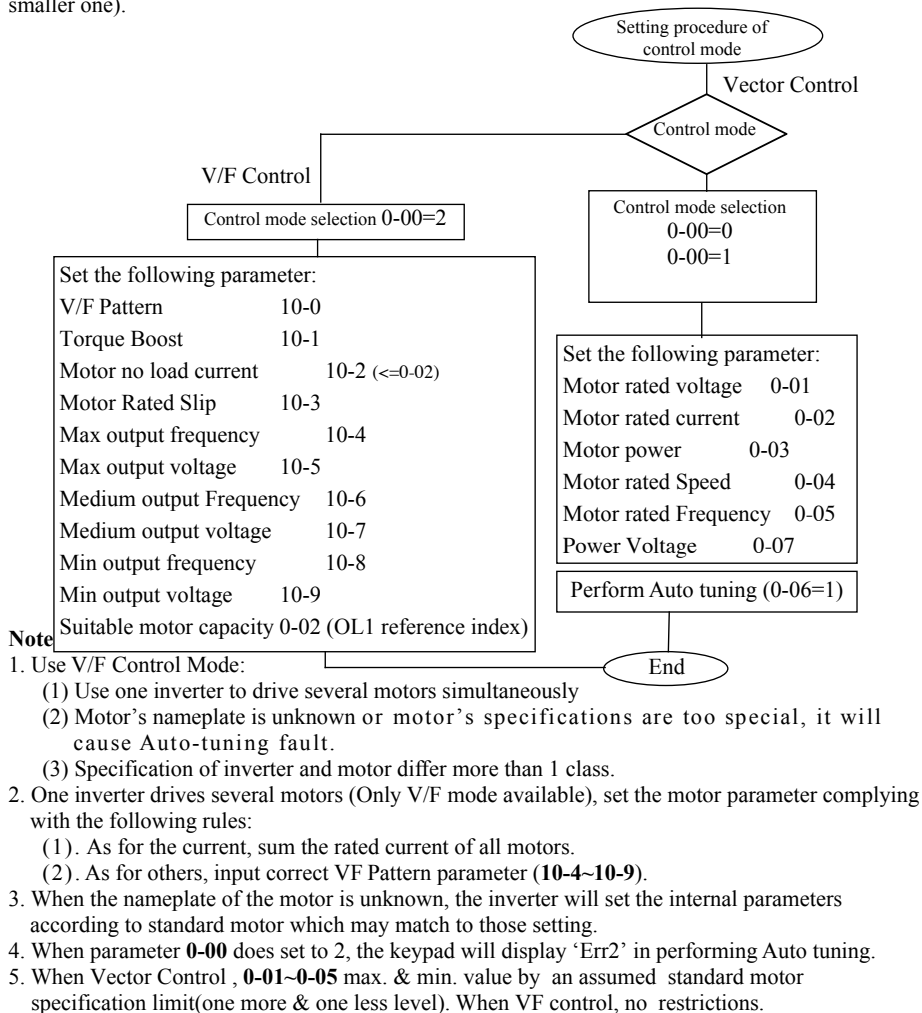 smaller one).
Setting procedure of
control mode
Vector Control
Control mode
V/F Control
Control mode selection 0-00=2
Control mode selection
0-00=0
0-00=1
Set the following parameter:
V/F Pattern 10-0
Torque Boost 10-1
Motor no load current 10-2 (<=0-02)
Motor Rated Slip 10-3
Max output frequency 10-4
Max output voltage 10-5
Medium output Frequency 10-6
Medium output voltage 10-7
Min output frequency 10-8
Min output voltage 10-9
Suitable motor capacity 0-02 (OL1 reference index)
Set the following parameter:
Motor rated voltage 0-01
Motor rated current 0-02
Motor power 0-03
Motor rated Speed 0-04
Motor rated Frequency 0-05
Power Voltage 0-07
Perform Auto tuning (0-06=1)
End
Note
1. Use V/F Control Mode:
(1) Use one inverter to drive several motors simultaneously
(2) Motor's nameplate is unknown or motor's specifications are too special, it will
cause Auto-tuning fault.
(3) Specification of inverter and motor differ more than 1 class.
2. One inverter drives several motors (Only V/F mode available), set the motor parameter complying
with the following rules:
(1). As for the current, sum the rated current of all motors.
(2). As for others, input correct VF Pattern parameter (10-4~10-9).
3. When the nameplate of the motor is unknown, the inverter will set the internal parameters
according to standard motor which may match to those setting.
4. When parameter 0-00 does set to 2, the keypad will display ‘Err2’ in performing Auto tuning.
5. When Vector Control , 0-01~0-05 max. & min. value by an assumed standard motor
specification limit(one more & one less level). When VF control, no restrictions.